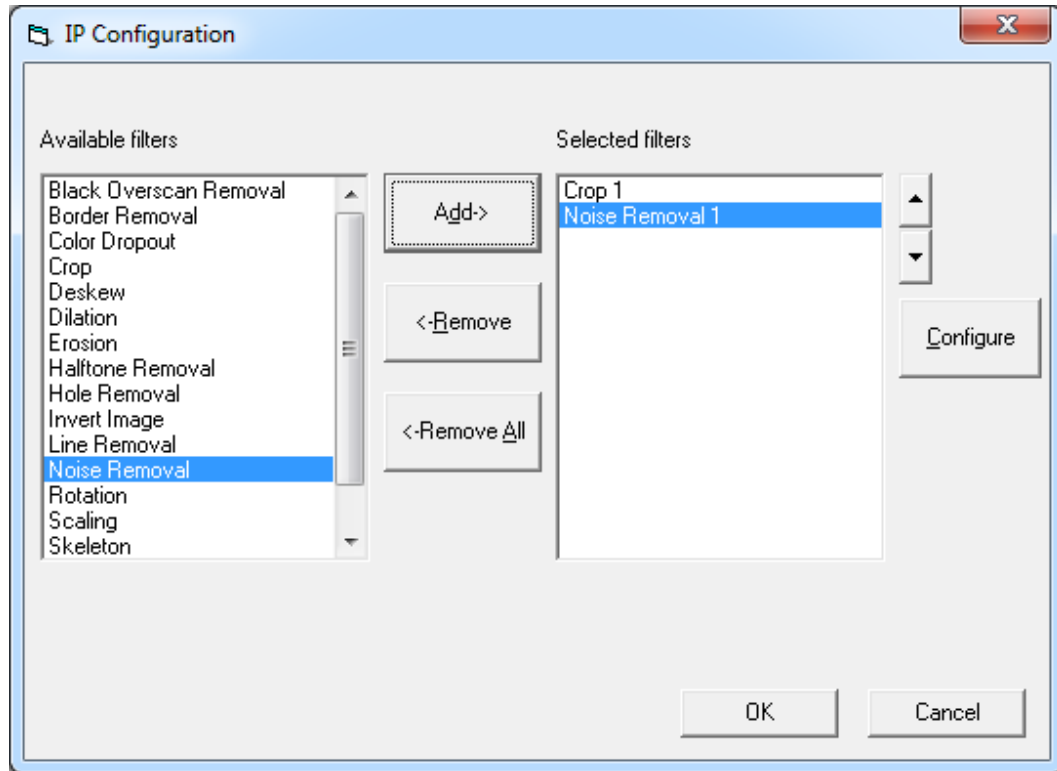 IP Configuration
Available filters
Selected filters
Black Overscan Removal
Border Removal
Color Dropout
Crop
Deskew
Dilation
Erosion
Halftone Removal
Hole Removal
Invert Image
Line Removal
Noise Removal
Rotation
Scaling
Skeleton
Add->
<-Remove
<-Remove All
Crop 1
Noise Removal 1
Configure
OK
Cancel